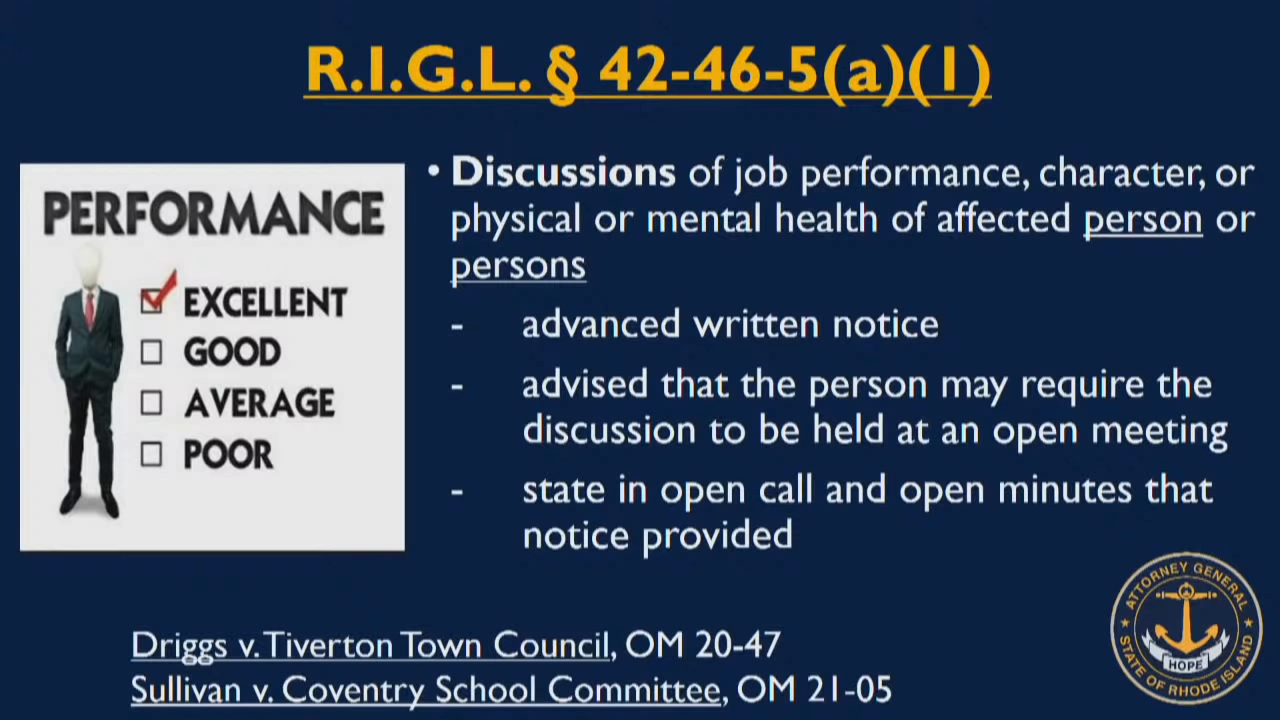 R.I.G.L. § 42-46-5(a)(1)
PERFORMANCE
EXCELLENT
GOOD
AVERAGE
POOR
• Discussions of job performance, character, or
physical or mental health of affected person or
persons
- advanced written notice
- advised that the person may require the
discussion to be held at an open meeting
- state in open call and open minutes that
notice provided
Driggs v. Tiverton Town Council, OM 20-47
Sullivan v. Coventry School Committee, OM 21-05
ATTORNEY GENERAL
HOPE
STATE OF RHODE ISLAND